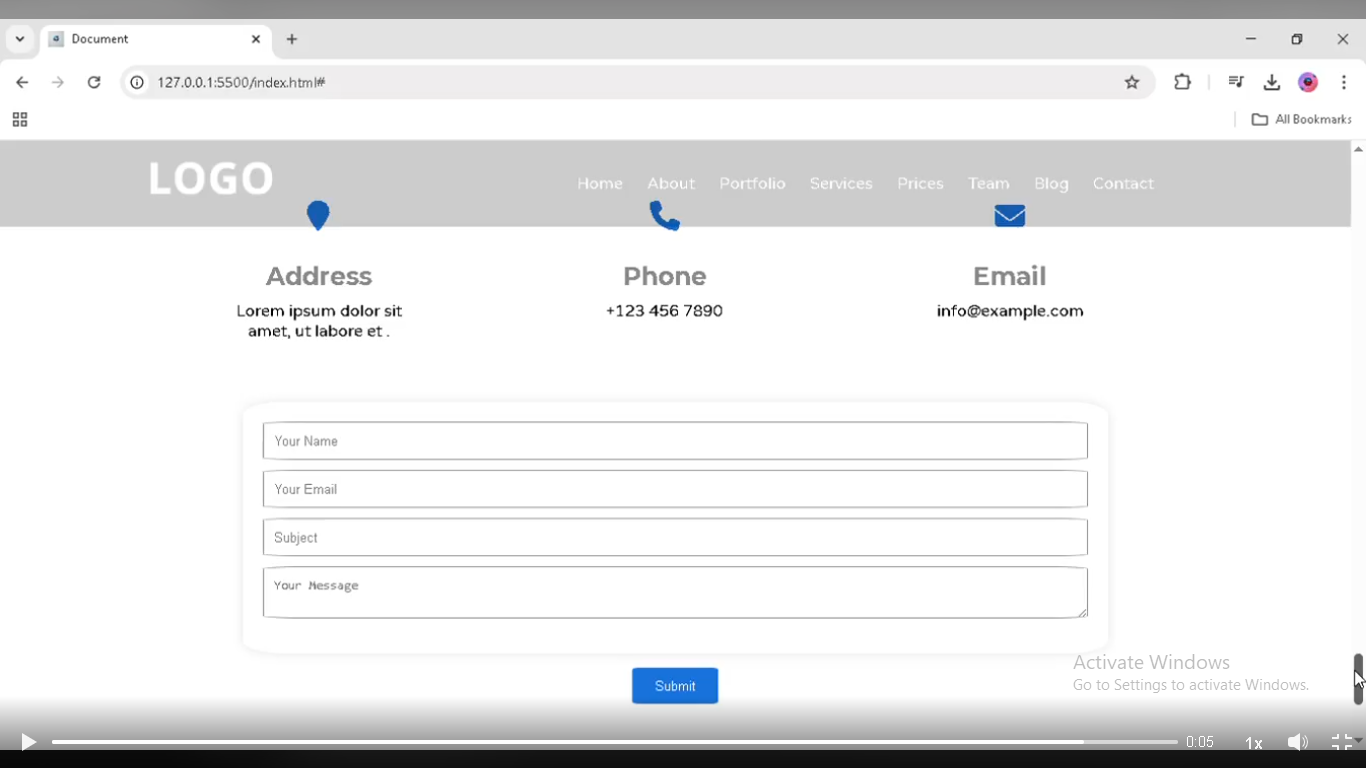 Document
127.0.0.1:5500/index.html#
All Bookmarks
LOGO
Home About Portfolio Services Prices Team Blog Contact
Address Phone Email
Lorem ipsum dolor sit +123 456 7890 info@example.com
amet, ut labore et .
Your Name
Your Email
Subject
Your Message
Activate Windows
Go to Settings to activate Windows.
Submit
0:05 1x